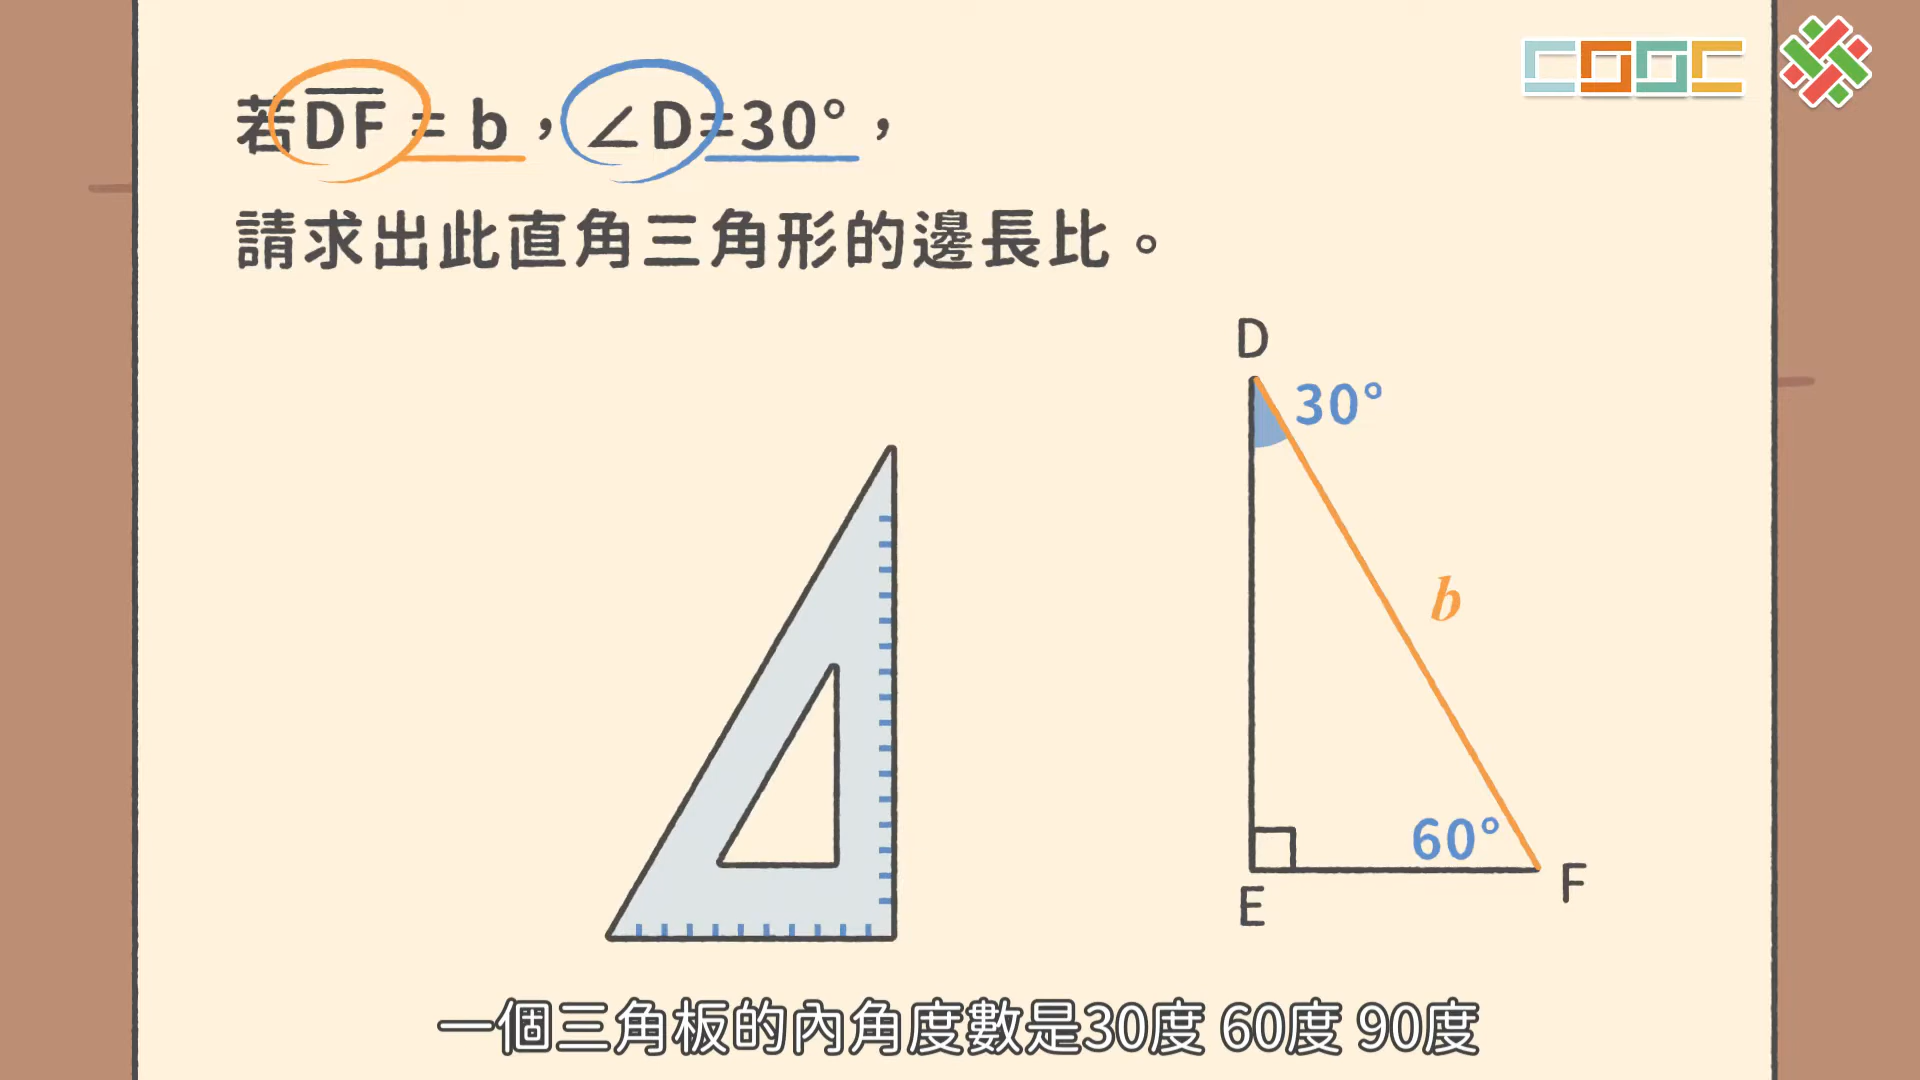 COOC
若DF = b，∠D=30°，
請求出此直角三角形的邊長比。
D
30°
b
60°
E
F
一個三角板的內角度數是30度 60度 90度